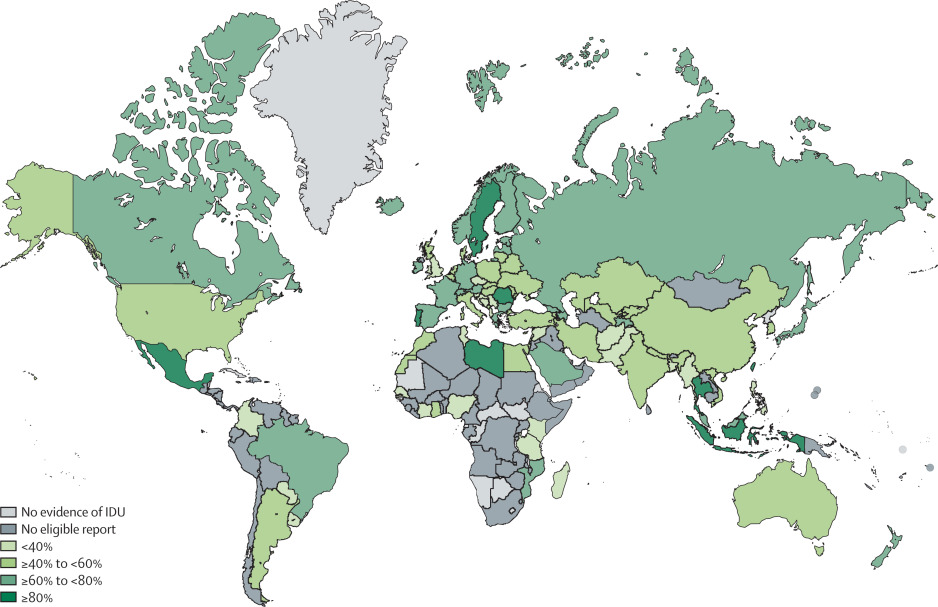 No evidence of IDU
No eligible report
<40%
≥40% to <60%
≥60% to <80%
≥80%